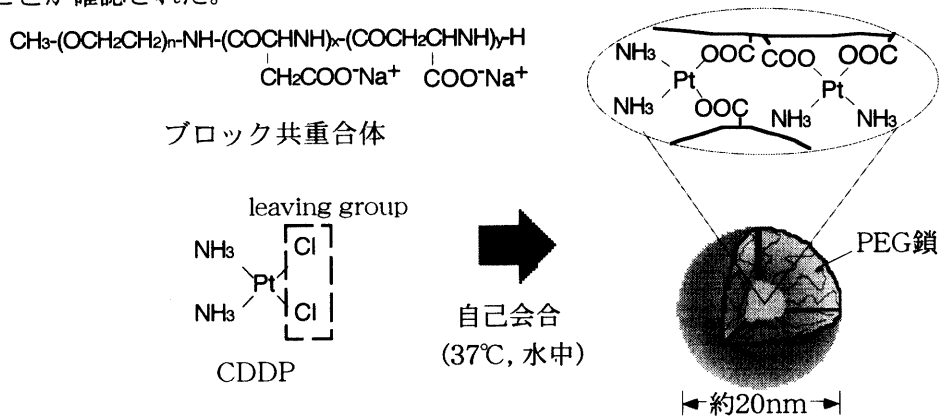 ことが確認された。
CH3-(OCH2CH2)n-NH-(COCHNH)x-(COCH2CHNH)y-H
CH2COO-Na+ COO-Na+
ブロック共重合体
leaving group
NH3 Cl
Pt
NH3 Cl
CDDP
自己会合
(37℃, 水中)
NH3 OOC COO OOC
Pt Pt
NH3 OOC NH3 NH3
PEG鎖
約20nm